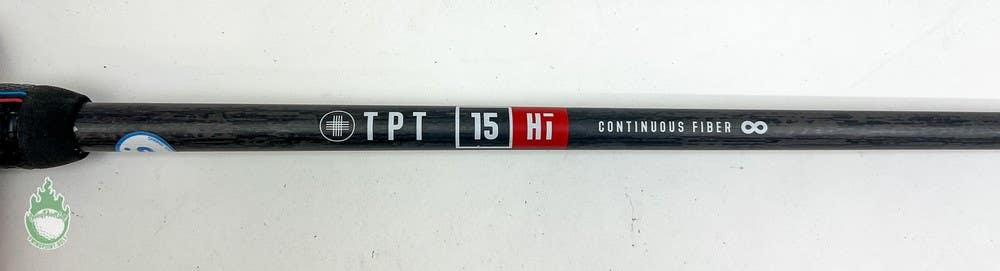 TPT 15 Hi CONTINUOUS FIBER ∞